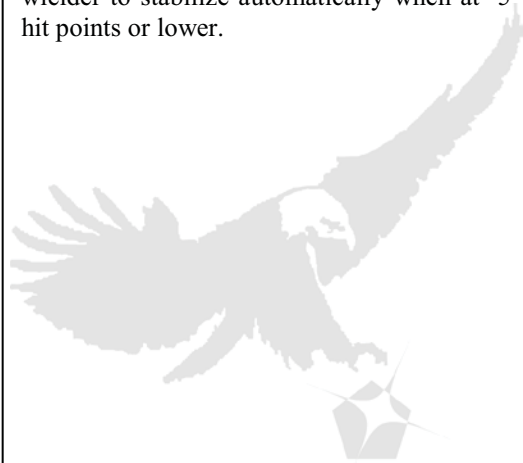 wielder to stabilize automatically when at
hit points or lower.